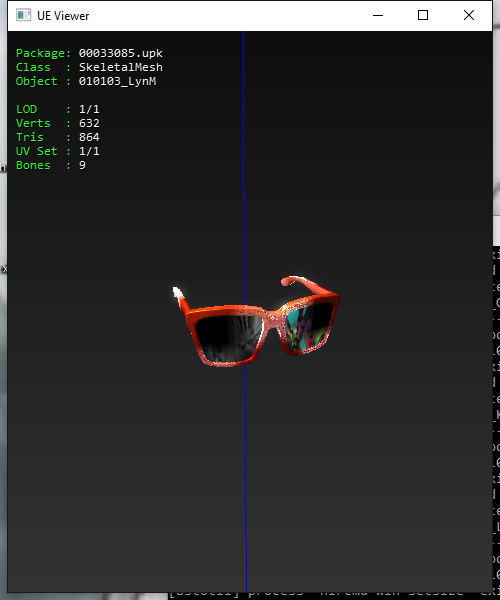 UE Viewer
Package: 00033085.upk
Class : SkeletalMesh
Object : 010103_LynM
LOD : 1/1
Verts : 632
Tris : 864
UV Set : 1/1
Bones : 9